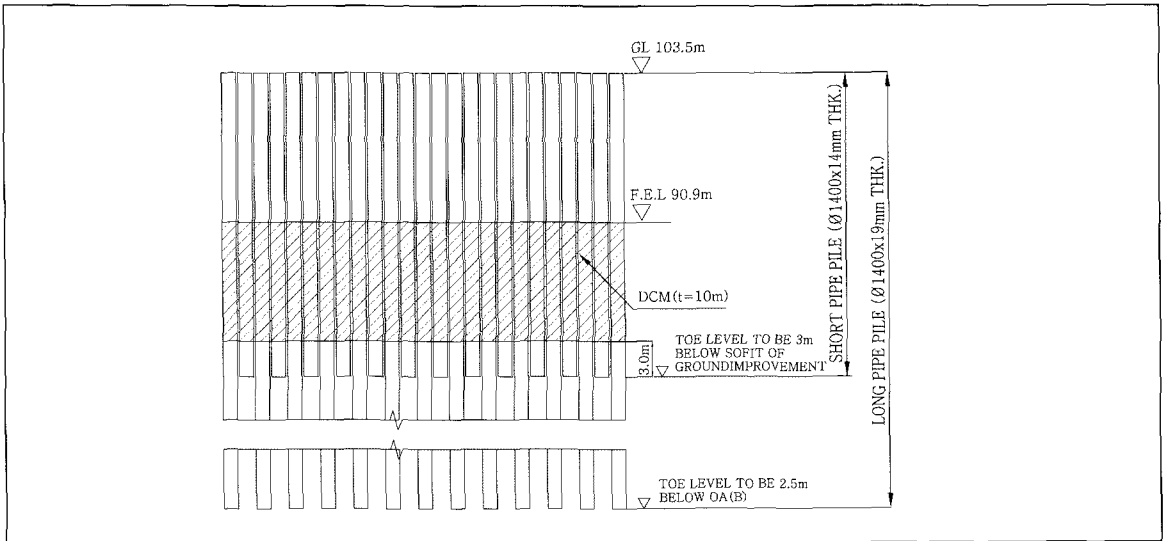 GL 103.5m
F.E.L 90.9m
DCM(t=10m)
TOE LEVEL TO BE 3m
BELOW SOFIT OF
GROUNDIMPROVEMENT
3.0m
SHORT PIPE PILE (Ø1400x14mm THK.)
LONG PIPE PILE (Ø1400x19mm THK.)
TOE LEVEL TO BE 2.5m
BELOW OA(B)